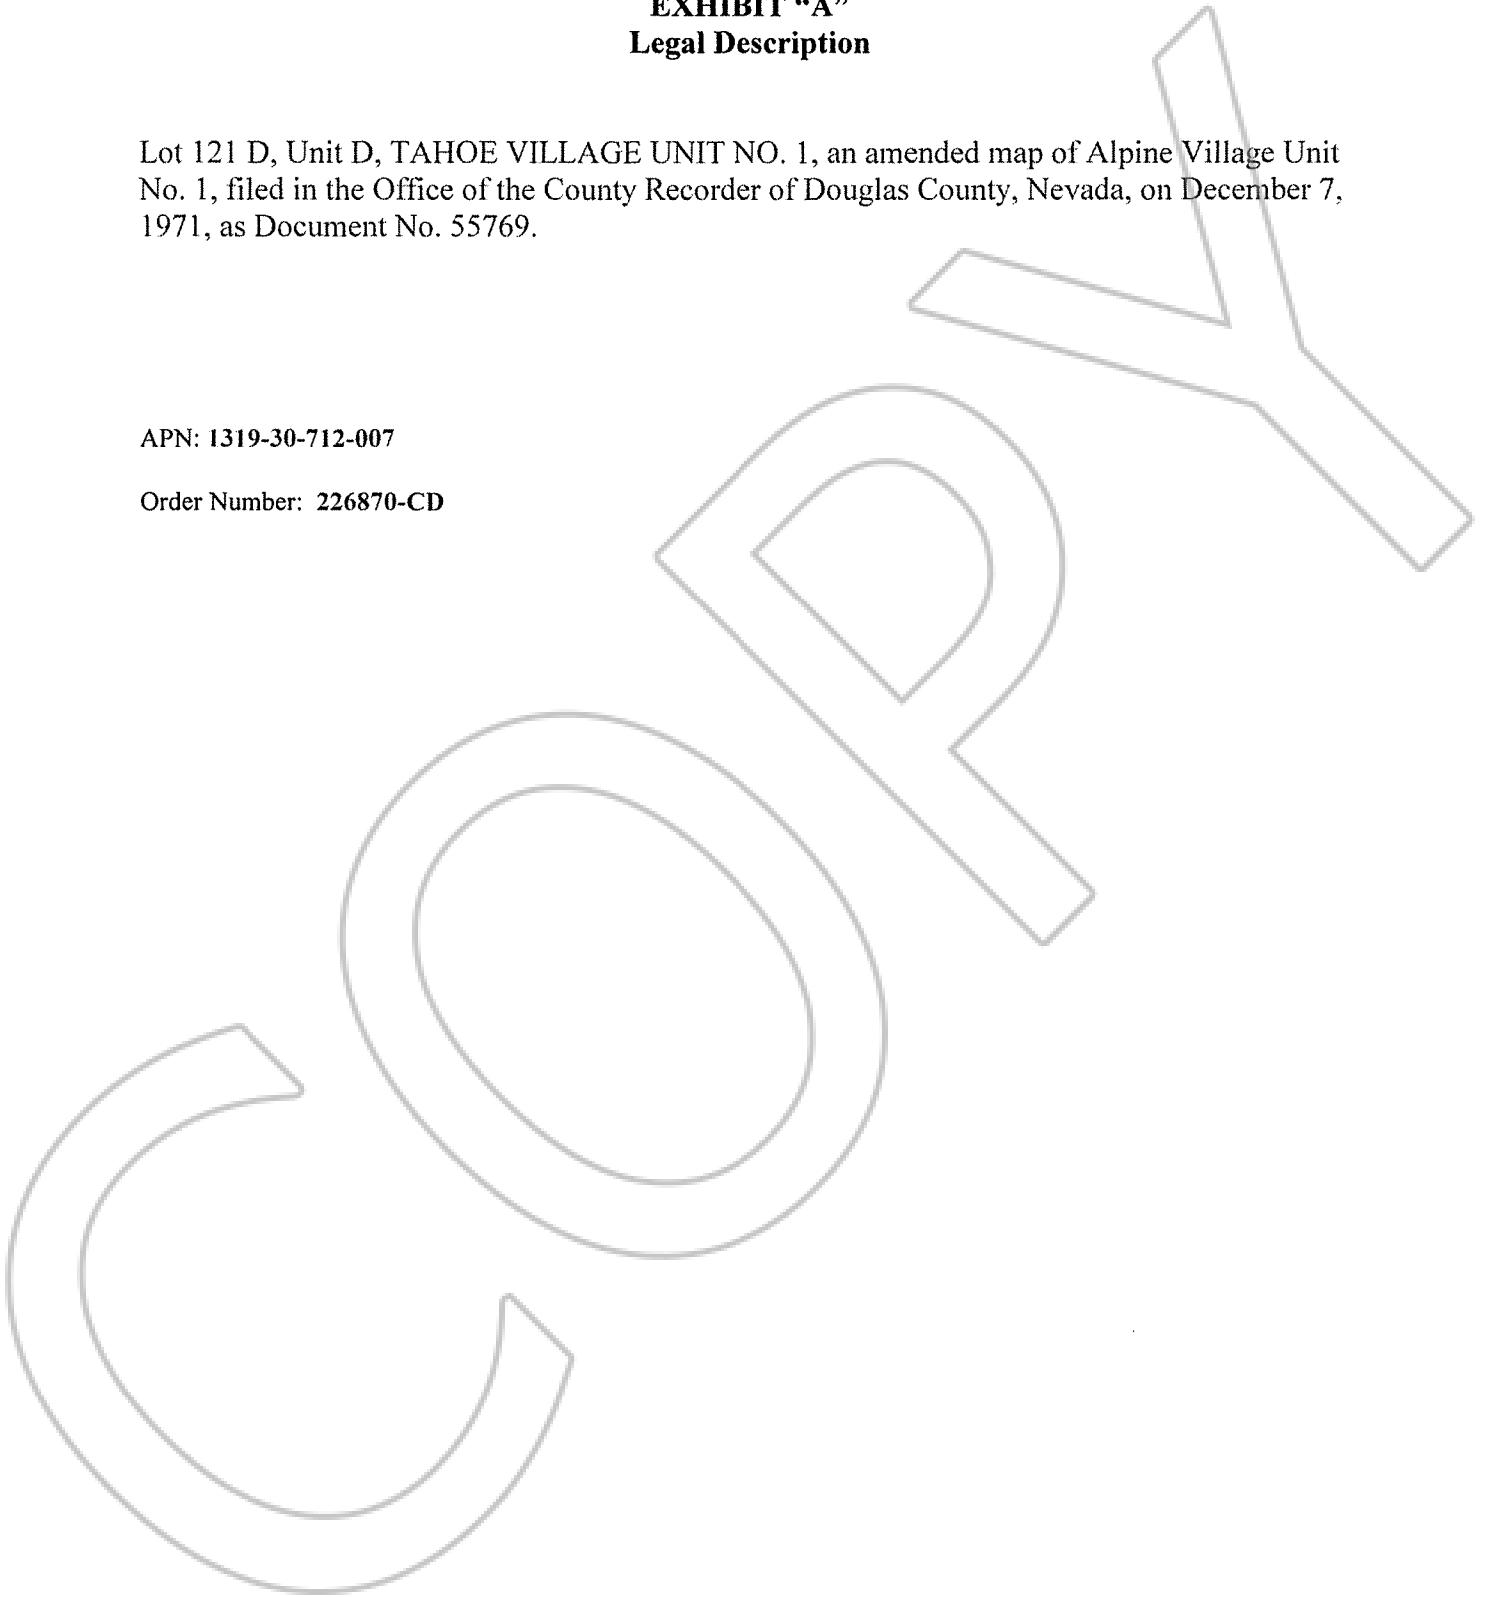 EXHIBIT “A”
Legal Description
Lot 121 D, Unit D, TAHOE VILLAGE UNIT NO. 1, an amended map of Alpine Village Unit
No. 1, filed in the Office of the County Recorder of Douglas County, Nevada, on December 7,
1971, as Document No. 55769.
APN: 1319-30-712-007
Order Number: 226870-CD
COPY